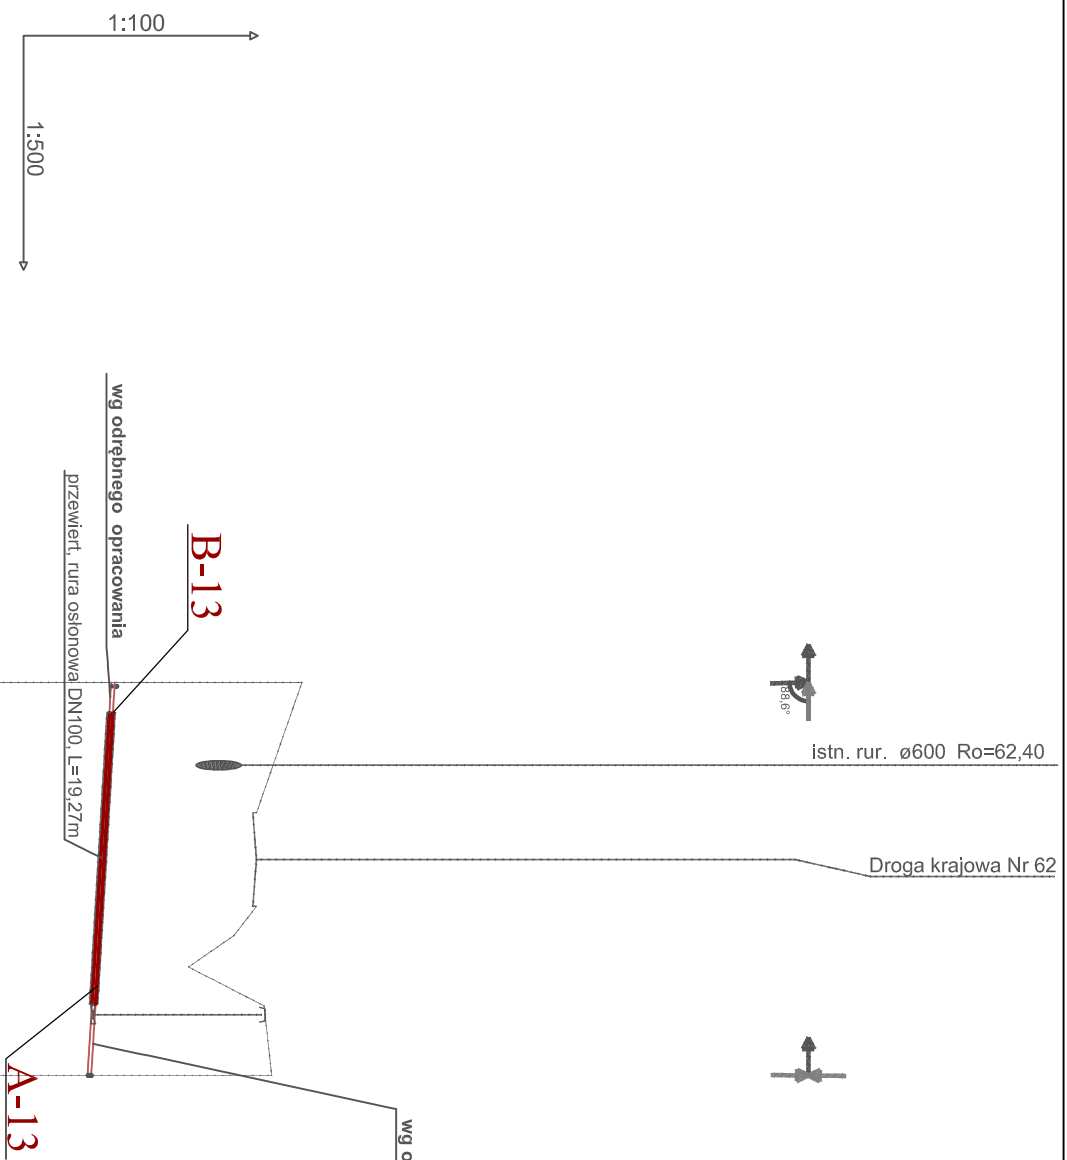 1:100
1:500
wg odrębnego opracowania
przewiert, rura osłonowa DN100, L=19,27m
B-13
88,6°
istn. rur. ø600 Ro=62,40
Droga krajowa Nr 62
A-13
wg o